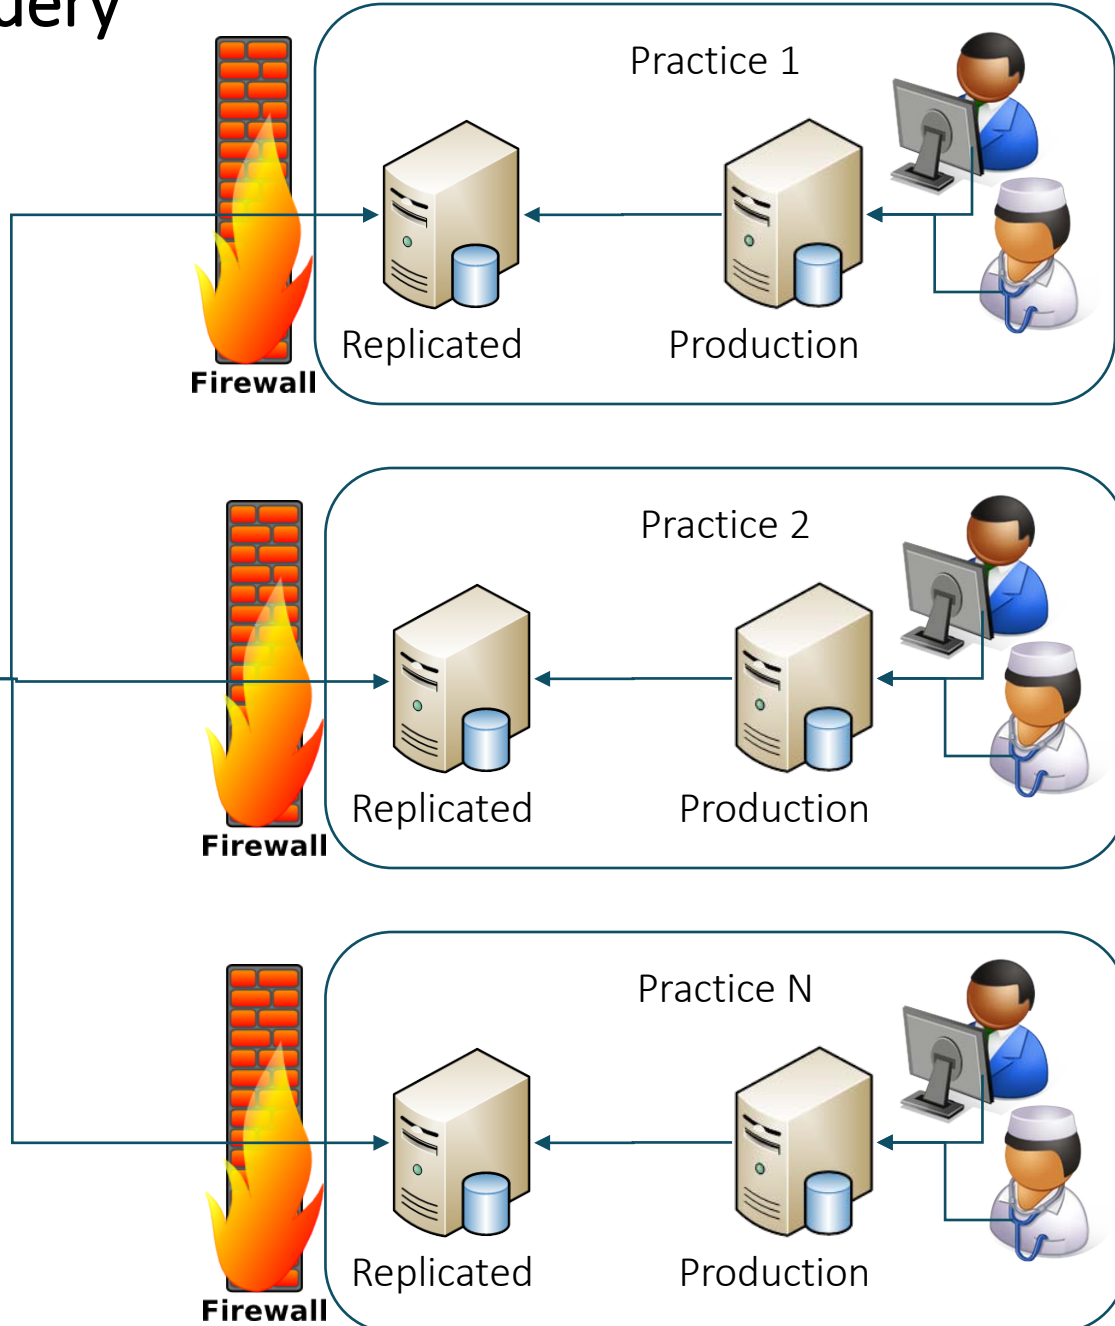 Practice 1
Replicated
Production
Firewall
Practice 2
Replicated
Production
Firewall
Practice N
Replicated
Production
Firewall